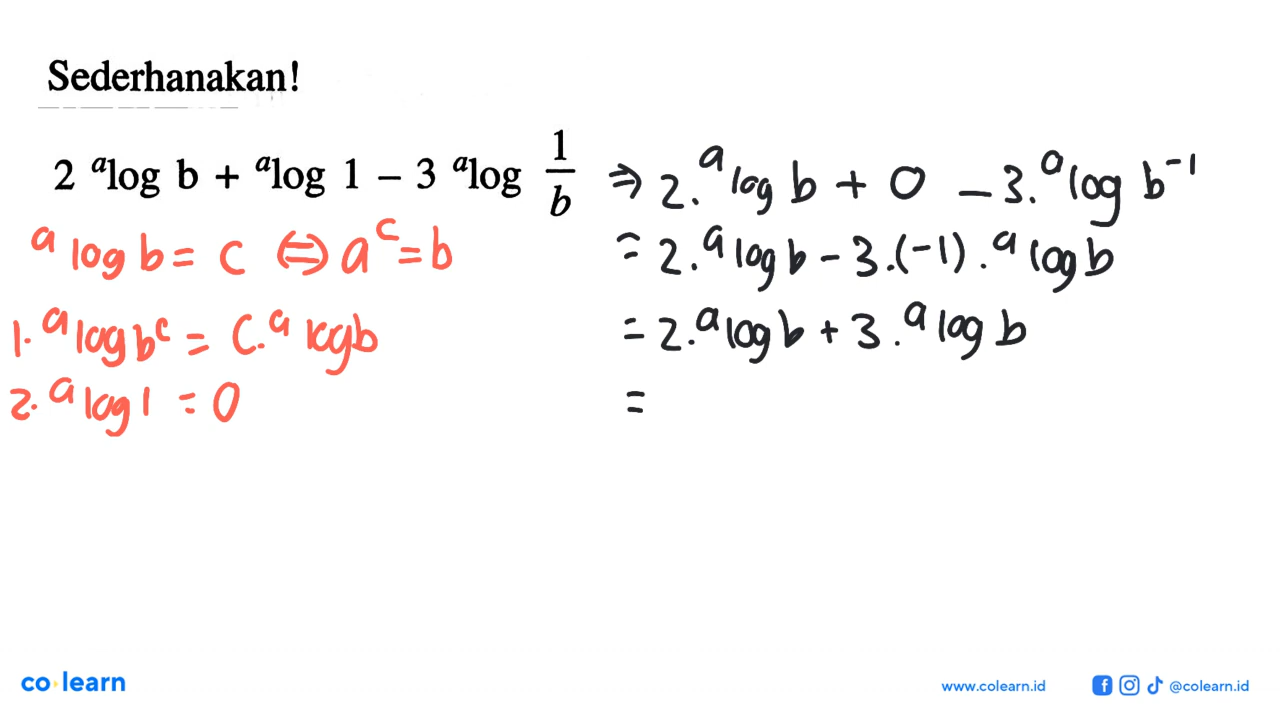 Sederhanakan!
2 ᵃlog b + ᵃlog 1 – 3 ᵃlog 1/b ⇒ 2.ᵃlog b + 0 – 3.ᵃlog b⁻¹
ᵃlog b = c ⇔ aᶜ = b
1. ᵃlog bᶜ = c.ᵃlog b
2. ᵃlog 1 = 0
= 2.ᵃlog b – 3.(-1).ᵃlog b
= 2.ᵃlog b + 3.ᵃlog b
=
co learn
www.colearn.id
@colearn.id